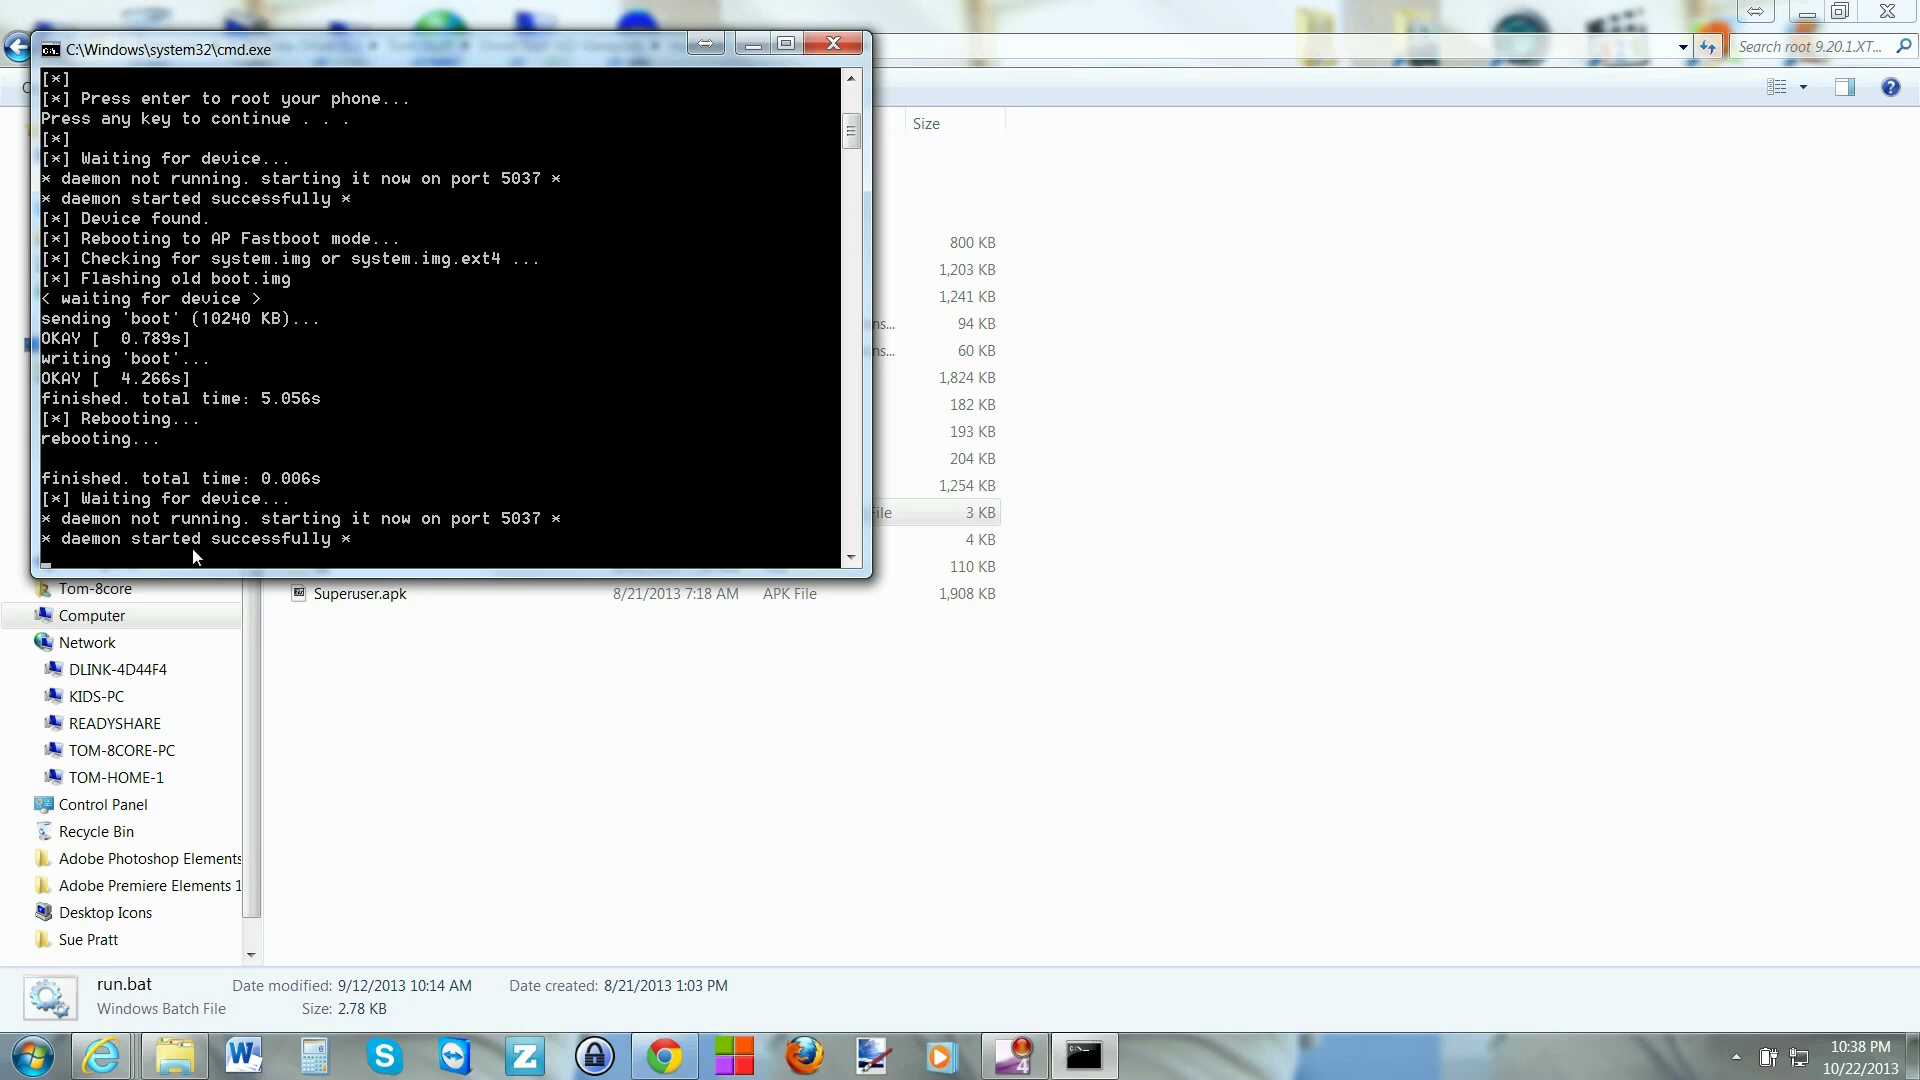 C:\Windows\system32\cmd.exe
[*]
[*] Press enter to root your phone...
Press any key to continue . . .
[*]
[*] Waiting for device...
* daemon not running. starting it now on port 5037 *
* daemon started successfully *
[*] Device found.
[*] Rebooting to AP Fastboot mode...
[*] Checking for system.img or system.img.ext4 ...
[*] Flashing old boot.img
< waiting for device >
sending 'boot' (10240 KB)...
OKAY [  0.789s]
writing 'boot'...
OKAY [  4.266s]
finished. total time: 5.056s
[*] Rebooting...
rebooting...
finished. total time: 0.006s
[*] Waiting for device...
* daemon not running. starting it now on port 5037 *
* daemon started successfully *
Search root 9.20.1.XT...
Size
800 KB
1,203 KB
1,241 KB
ns... 94 KB
ns... 60 KB
1,824 KB
182 KB
193 KB
204 KB
1,254 KB
File 3 KB
4 KB
110 KB
Superuser.apk 8/21/2013 7:18 AM APK File 1,908 KB
Tom-8core
Computer
Network
DLINK-4D44F4
KIDS-PC
READYSHARE
TOM-8CORE-PC
TOM-HOME-1
Control Panel
Recycle Bin
Adobe Photoshop Elements
Adobe Premiere Elements 1
Desktop Icons
Sue Pratt
run.bat Date modified: 9/12/2013 10:14 AM Date created: 8/21/2013 1:03 PM
Windows Batch File Size: 2.78 KB
10:38 PM
10/22/2013